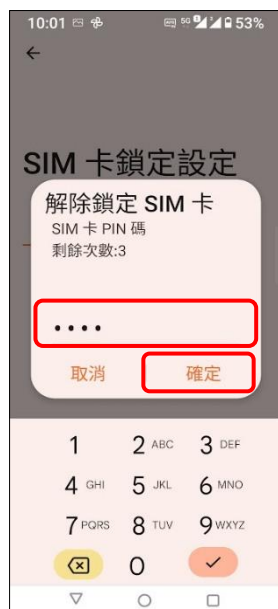 10:01 5G 53%
SIM 卡鎖定設定
解除鎖定 SIM 卡
SIM 卡 PIN 碼
剩餘次數:3
••••
取消 確定
1 2 ABC 3 DEF
4 GHI 5 JKL 6 MNO
7 PQRS 8 TUV 9 WXYZ
0